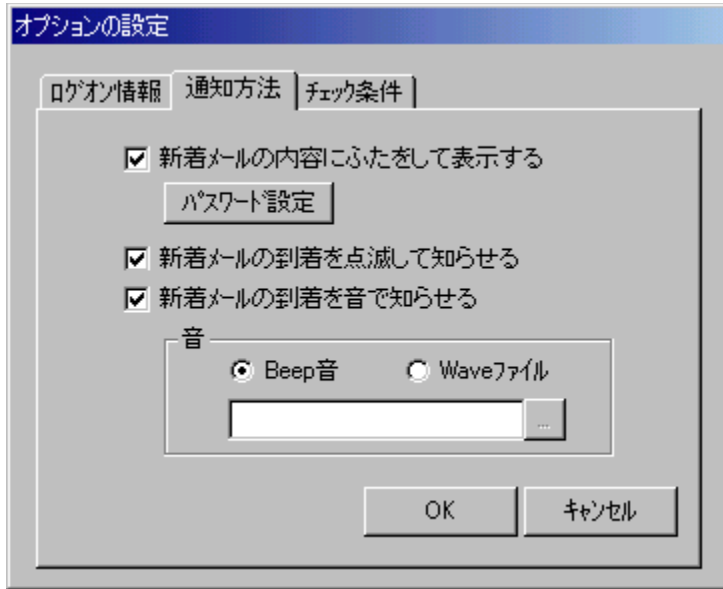 オプションの設定
ﾛｸﾞｵﾝ情報 通知方法 ﾁｪｯｸ条件
新着ﾒｰﾙの内容にふたをして表示する
ﾊﾟｽﾜｰﾄﾞ設定
新着ﾒｰﾙの到着を点滅して知らせる
新着ﾒｰﾙの到着を音で知らせる
音
Beep音 Waveﾌｧｲﾙ
...
OK ｷｬﾝｾﾙ